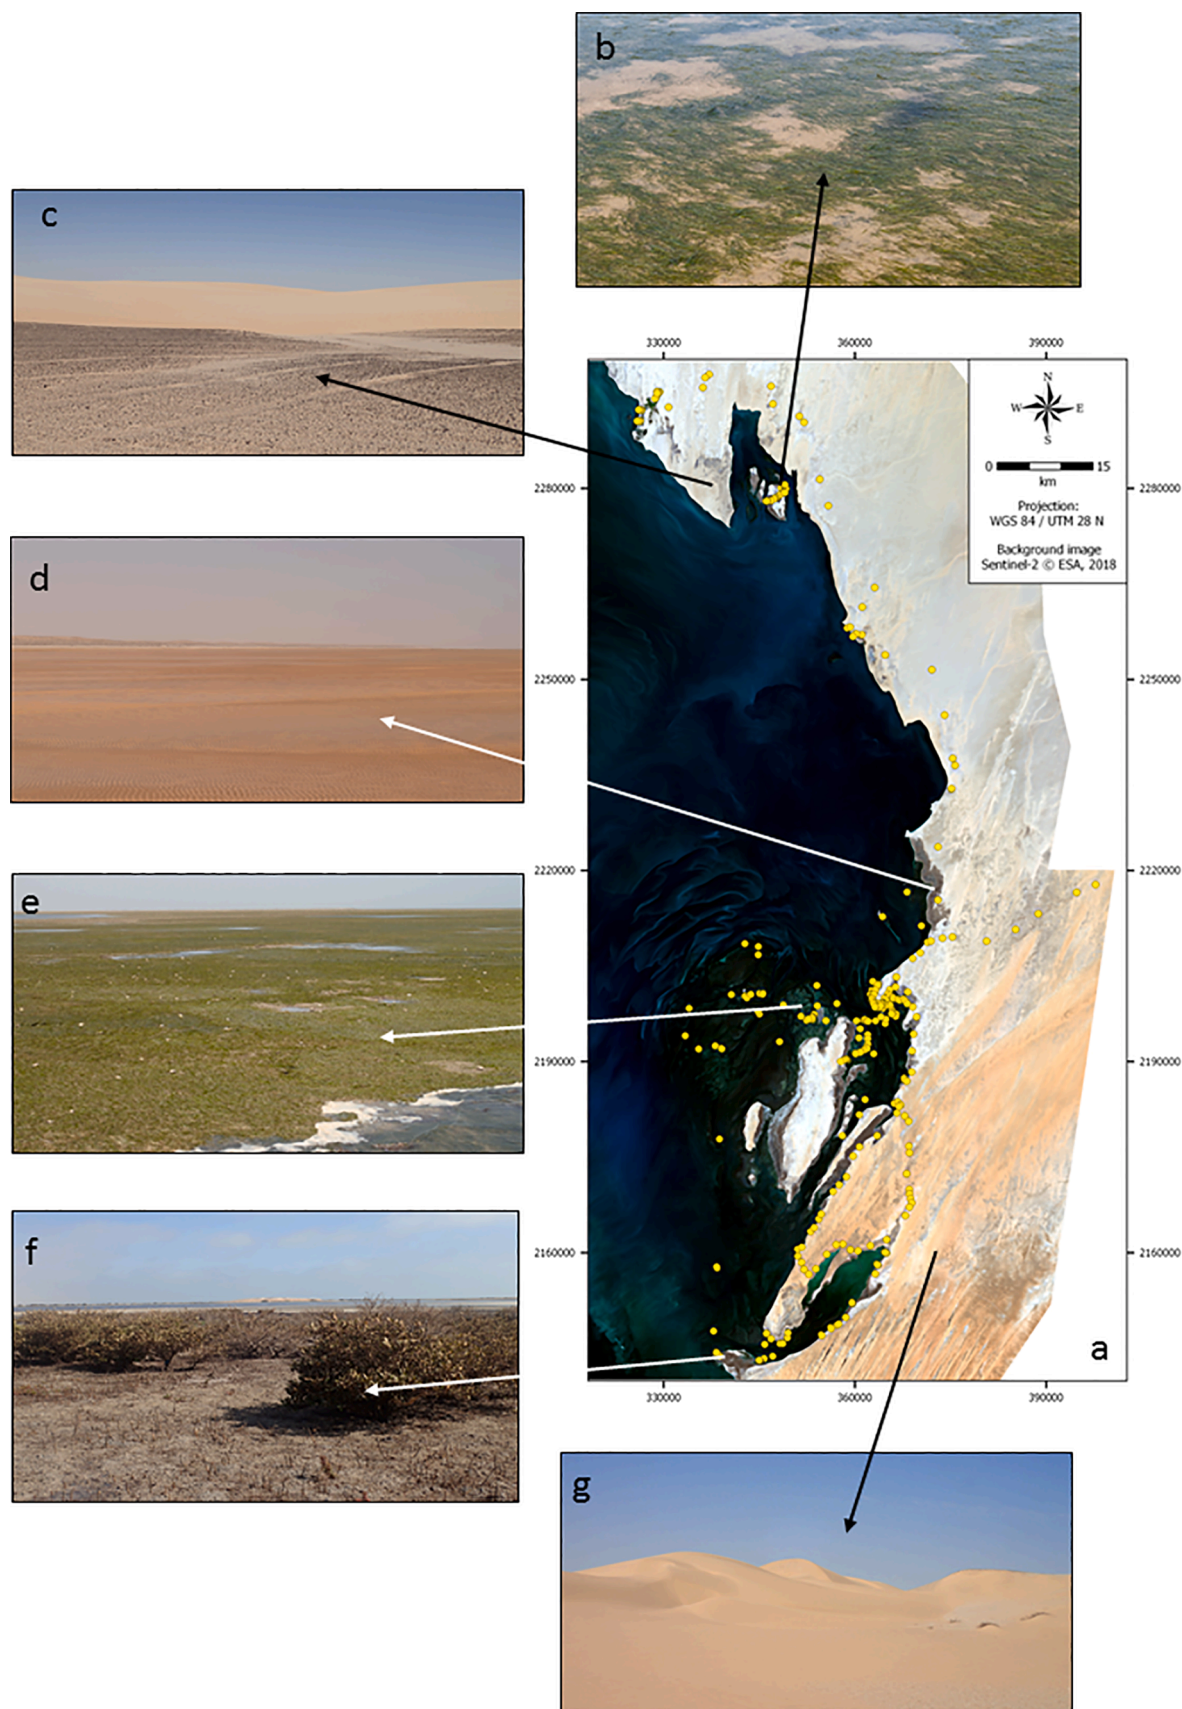 b
c
330000 360000 390000
N
W E
S
0 15
km
Projection:
WGS 84 / UTM 28 N
Background image
Sentinel-2 © ESA, 2018
2280000 2280000
d
2250000 2250000
e
2220000 2220000
2190000 2190000
f
2160000 2160000
a
330000 360000 390000
g